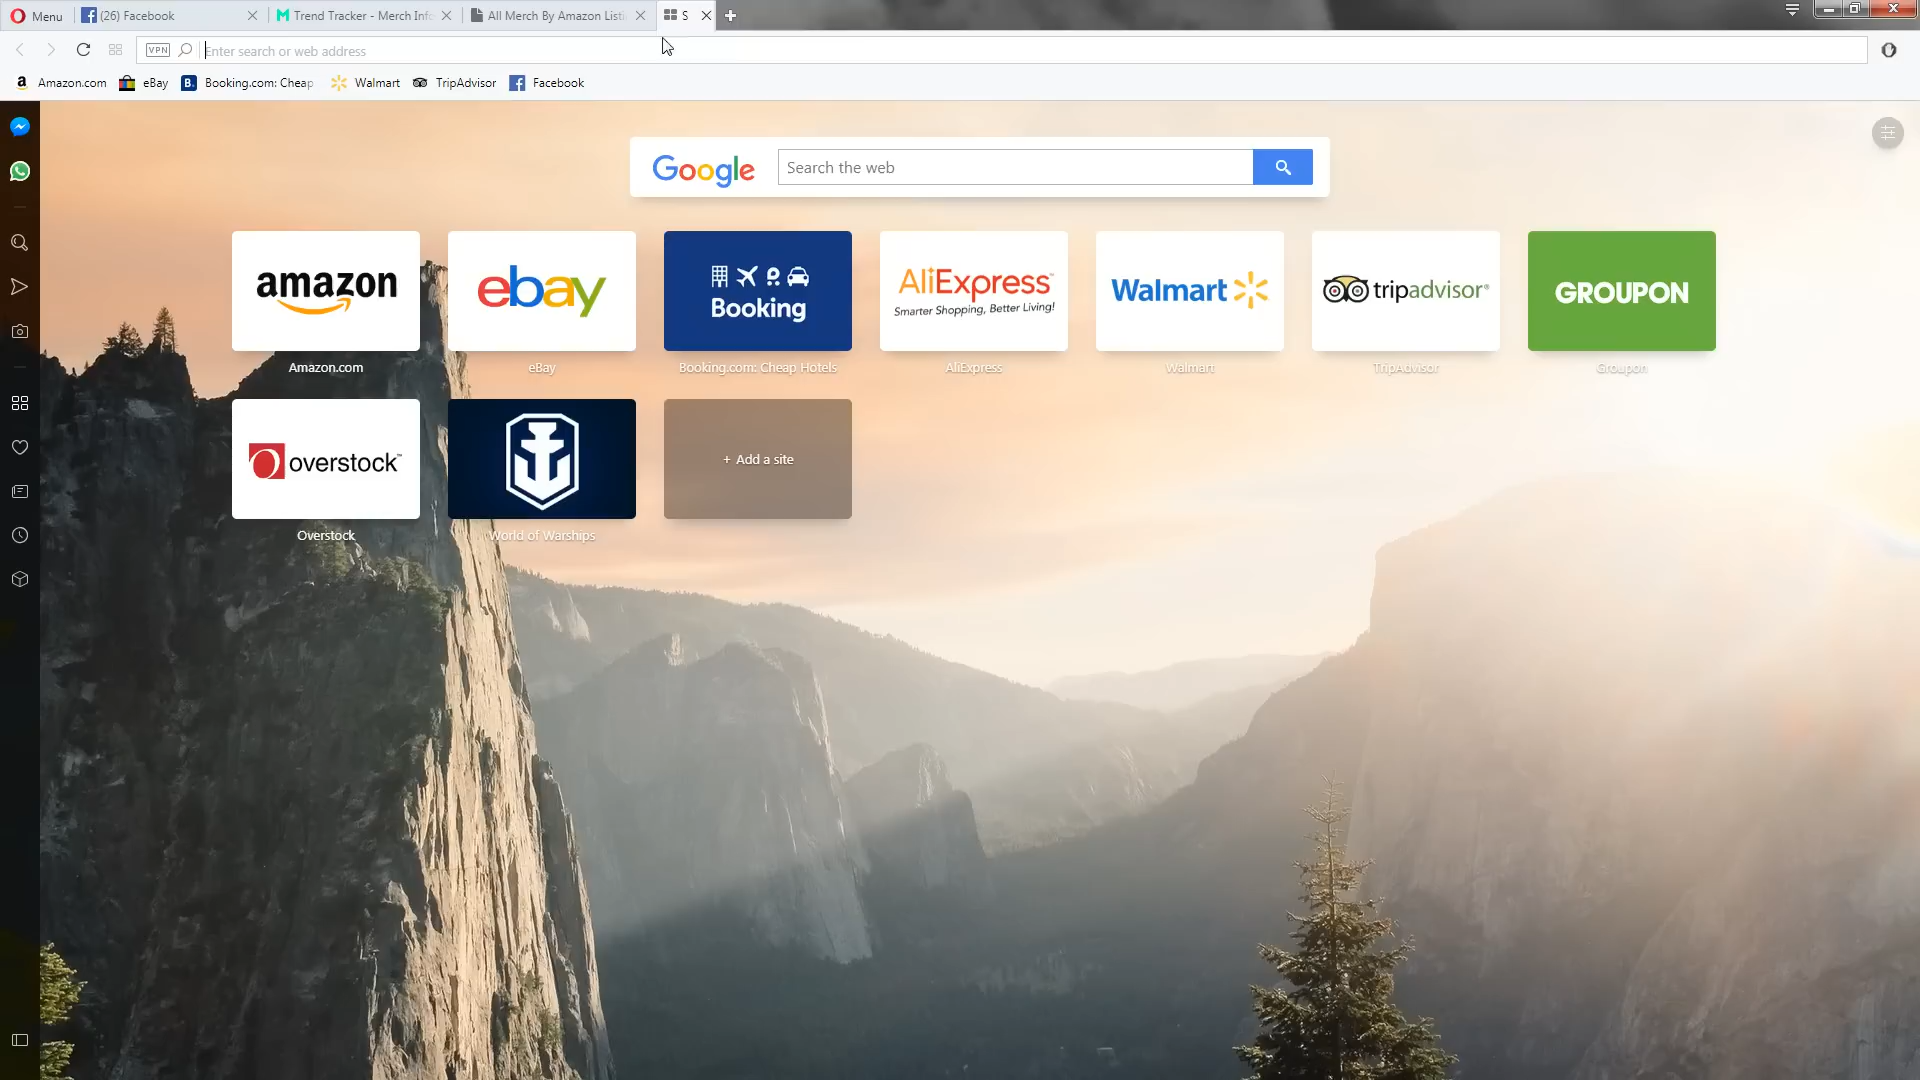 Menu
(26) Facebook
Trend Tracker - Merch Info
All Merch By Amazon Listi
S
VPN
Enter search or web address
Amazon.com
eBay
Booking.com: Cheap
Walmart
TripAdvisor
Facebook
Google
Search the web
amazon
ebay
Booking
AliExpress™
Smarter Shopping, Better Living!
Walmart
tripadvisor®
GROUPON
Amazon.com
eBay
Booking.com: Cheap Hotels
AliExpress
Walmart
TripAdvisor
Groupon
overstock™
+ Add a site
Overstock
World of Warships